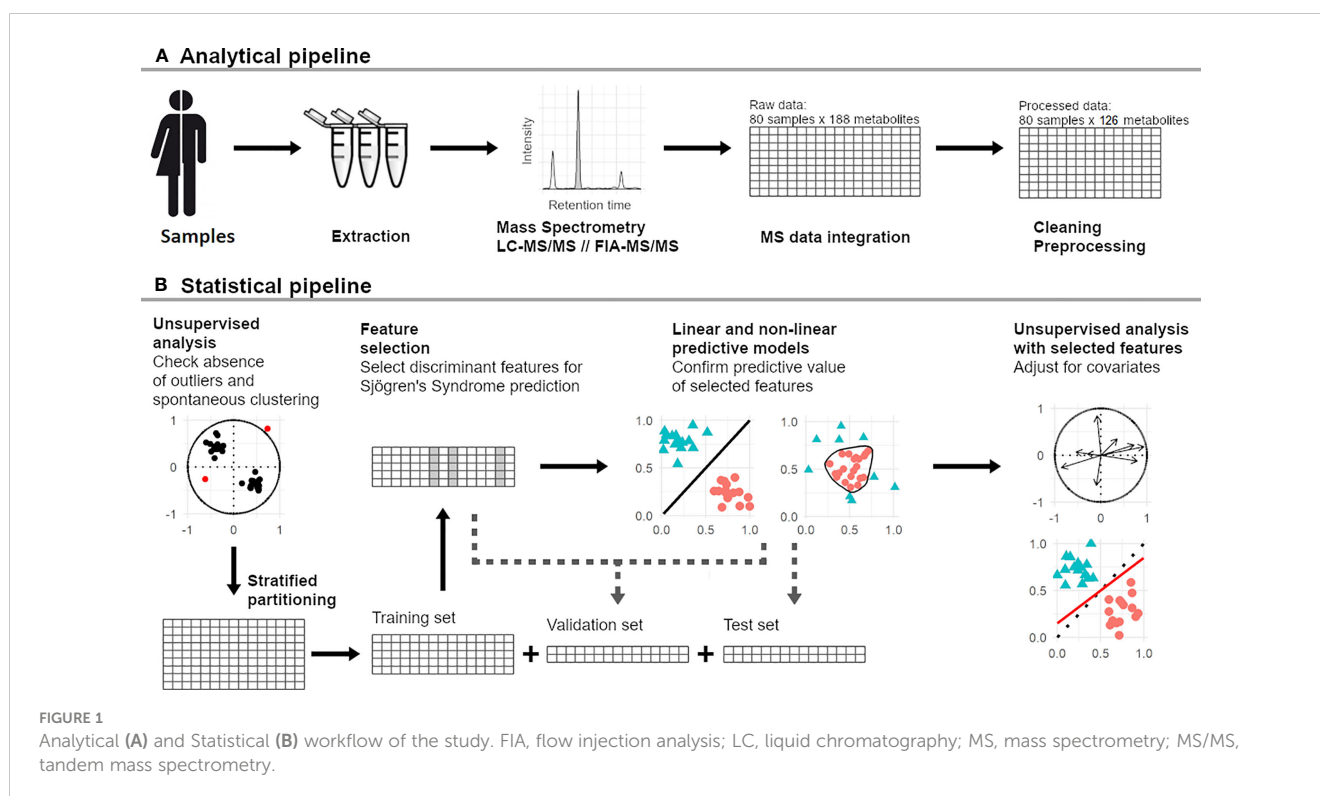 A Analytical pipeline
Samples
Extraction
Intensity
Retention time
Mass Spectrometry
LC-MS/MS // FIA-MS/MS
Raw data:
80 samples x 188 metabolites
MS data integration
Processed data:
80 samples x 126 metabolites
Cleaning
Preprocessing
B Statistical pipeline
Unsupervised
analysis
Check absence
of outliers and
spontaneous clustering
1
0
-1
-1 0 1
Stratified
partitioning
Feature
selection
Select discriminant features for
Sjögren's Syndrome prediction
Training set
+
Validation set
+
Test set
Linear and non-linear
predictive models
Confirm predictive value
of selected features
1.0
0.5
0.0
0.0 0.5 1.0
1.0
0.5
0.0
0.0 0.5 1.0
Unsupervised analysis
with selected features
Adjust for covariates
1
0
-1
-1 0 1
1.0
0.5
0.0
0.0 0.5 1.0
FIGURE 1
Analytical (A) and Statistical (B) workflow of the study. FIA, flow injection analysis; LC, liquid chromatography; MS, mass spectrometry; MS/MS,
tandem mass spectrometry.